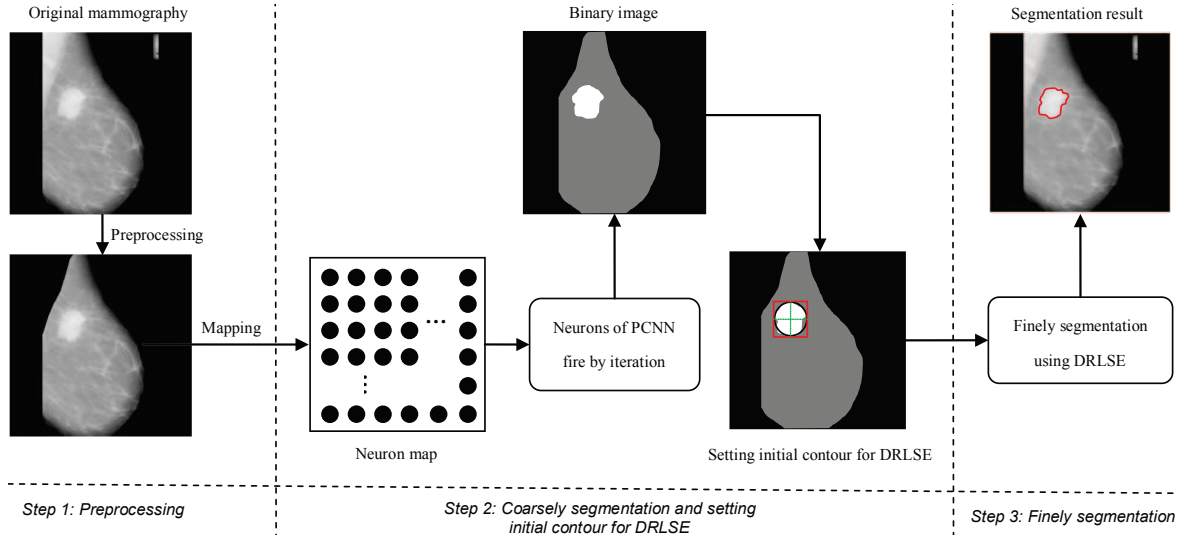 Original mammography
Binary image
Segmentation result
Preprocessing
Mapping
...
Neurons of PCNN
fire by iteration
Finely segmentation
using DRLSE
Neuron map
Setting initial contour for DRLSE
Step 1: Preprocessing
Step 2: Coarsely segmentation and setting
initial contour for DRLSE
Step 3: Finely segmentation